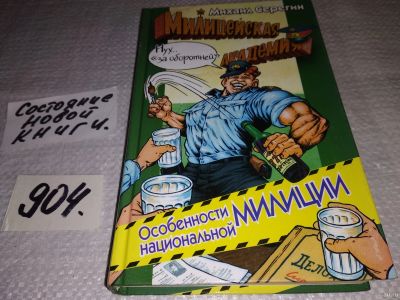 Михаил Серегин
Милицейская
академия
Нух..
«за оборотней»
Состояние
новой
книги.
904.
Особенности
национальной
МИЛИЦИИ
ДЕЛО